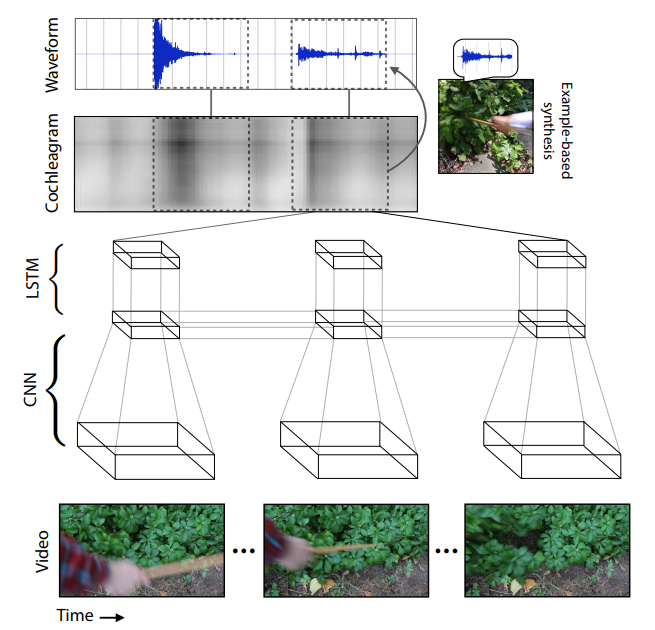 Waveform
Example-based
synthesis
Cochleagram
LSTM
CNN
Video
Time